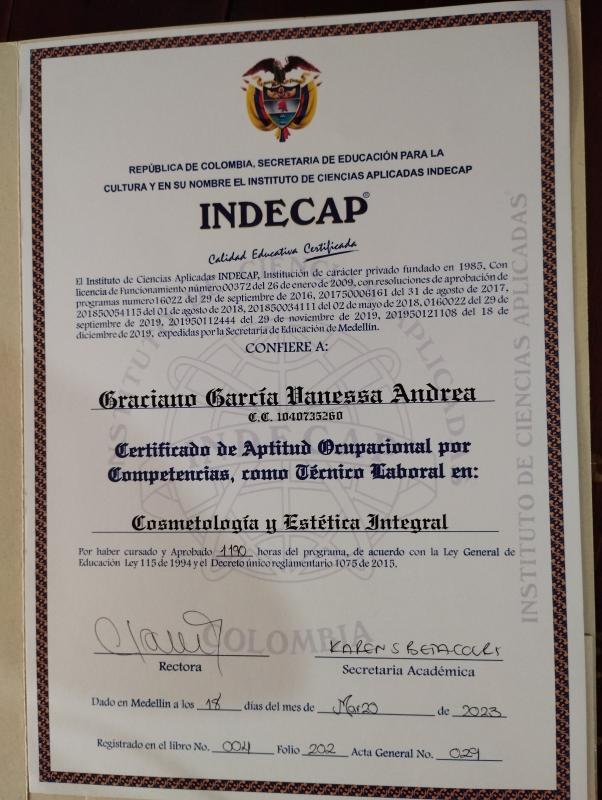 REPÚBLICA DE COLOMBIA, SECRETARIA DE EDUCACIÓN PARA LA
CULTURA Y EN SU NOMBRE EL INSTITUTO DE CIENCIAS APLICADAS INDECAP
INDECAP®
Calidad Educativa Certificada
El Instituto de Ciencias Aplicadas INDECAP, Institución de carácter privado fundado en 1985, Con
licencia de Funcionamiento número 00372 del 26 de enero de 2009, con resoluciones de aprobación de
programas numero 16022 del 29 de septiembre de 2016, 201750006161 del 31 de agosto de 2017,
201850054115 del 01 de agosto de 2018, 201850034111 del 02 de mayo de 2018, 0160022 del 29 de
septiembre de 2019, 201950112444 del 29 de noviembre de 2019, 201950121108 del 18 de
diciembre de 2019, expedidas por la Secretaría de Educación de Medellín.
CONFIERE A:
Graciano García Vanessa Andrea
C.C. 1040735260
Certificado de Aptitud Ocupacional por
Competencias, como Técnico Laboral en:
Cosmetología y Estética Integral
Por haber cursado y Aprobado 1190 horas del programa, de acuerdo con la Ley General de
Educación Ley 115 de 1994 y el Decreto único reglamentario 1075 de 2015.
KAREN S BETACOURT
Rectora
Secretaria Académica
Dado en Medellín a los 18 días del mes de Marzo de 2023
Registrado en el libro No. 004 Folio 202 Acta General No. 029
INSTITUTO DE CIENCIAS APLICADAS
INDECAP
COLOMBIA